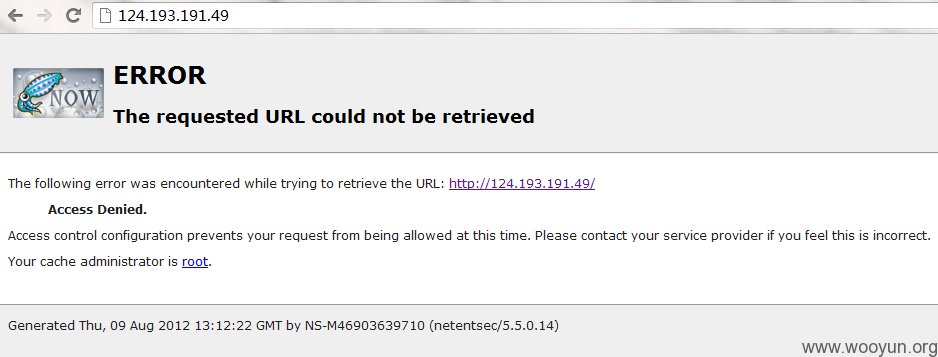 124.193.191.49
NOW
ERROR
The requested URL could not be retrieved
The following error was encountered while trying to retrieve the URL: http://124.193.191.49/
Access Denied.
Access control configuration prevents your request from being allowed at this time. Please contact your service provider if you feel this is incorrect.
Your cache administrator is root.
Generated Thu, 09 Aug 2012 13:12:22 GMT by NS-M46903639710 (netentsec/5.5.0.14)
www.wooyun.org